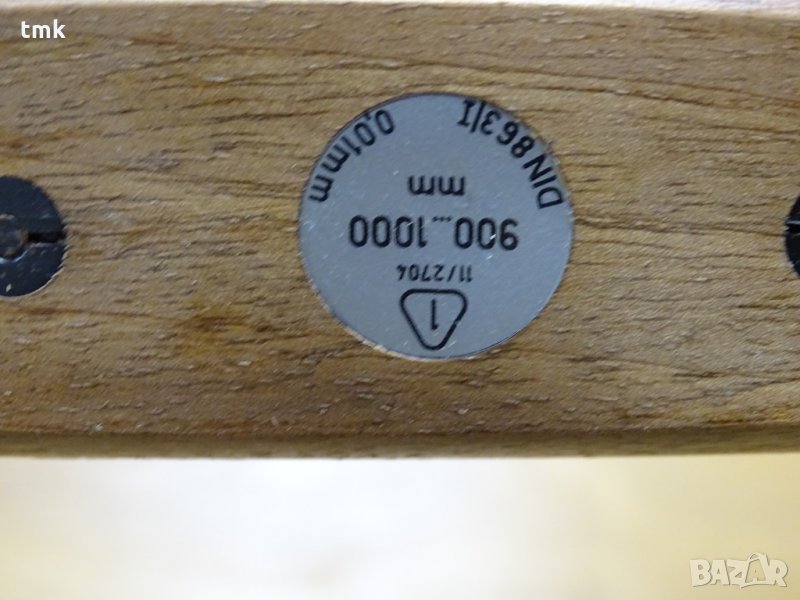 tmk
1
11/2704
900...1000
mm
DIN 863/I
0,01mm
BAZAR